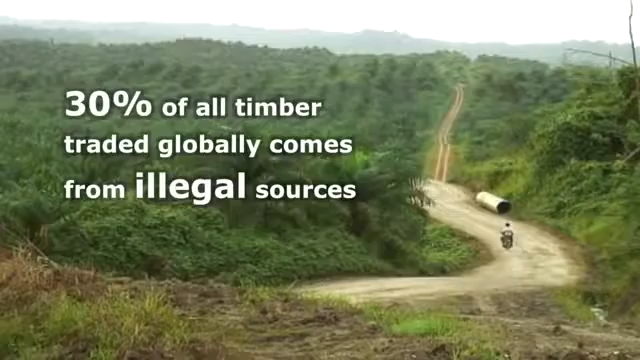 30% of all timber
traded globally comes
from illegal sources